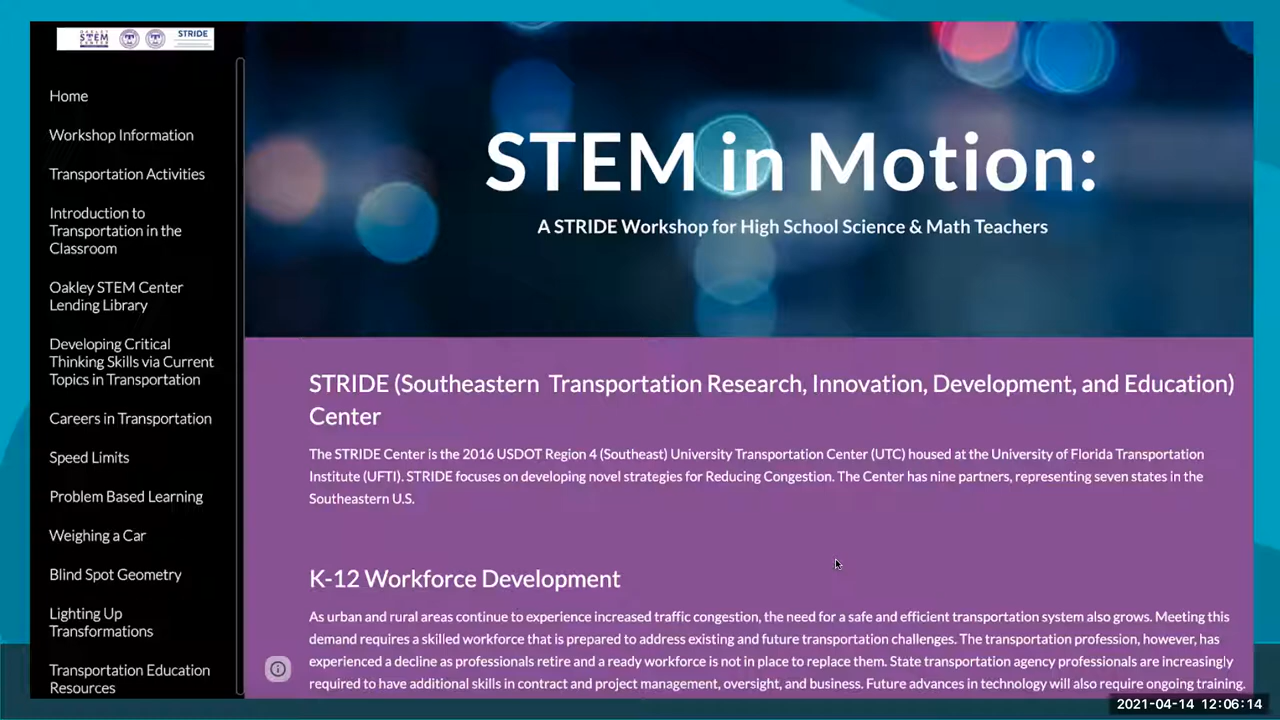 STEM
STRIDE
Home
Workshop Information
Transportation Activities
Introduction to
Transportation in the
Classroom
Oakley STEM Center
Lending Library
Developing Critical
Thinking Skills via Current
Topics in Transportation
Careers in Transportation
Speed Limits
Problem Based Learning
Weighing a Car
Blind Spot Geometry
Lighting Up
Transformations
Transportation Education
Resources
STEM in Motion:
A STRIDE Workshop for High School Science & Math Teachers
STRIDE (Southeastern Transportation Research, Innovation, Development, and Education)
Center
The STRIDE Center is the 2016 USDOT Region 4 (Southeast) University Transportation Center (UTC) housed at the University of Florida Transportation
Institute (UFTI). STRIDE focuses on developing novel strategies for Reducing Congestion. The Center has nine partners, representing seven states in the
Southeastern U.S.
K-12 Workforce Development
As urban and rural areas continue to experience increased traffic congestion, the need for a safe and efficient transportation system also grows. Meeting this
demand requires a skilled workforce that is prepared to address existing and future transportation challenges. The transportation profession, however, has
experienced a decline as professionals retire and a ready workforce is not in place to replace them. State transportation agency professionals are increasingly
required to have additional skills in contract and project management, oversight, and business. Future advances in technology will also require ongoing training.
2021-04-14 12:06:14